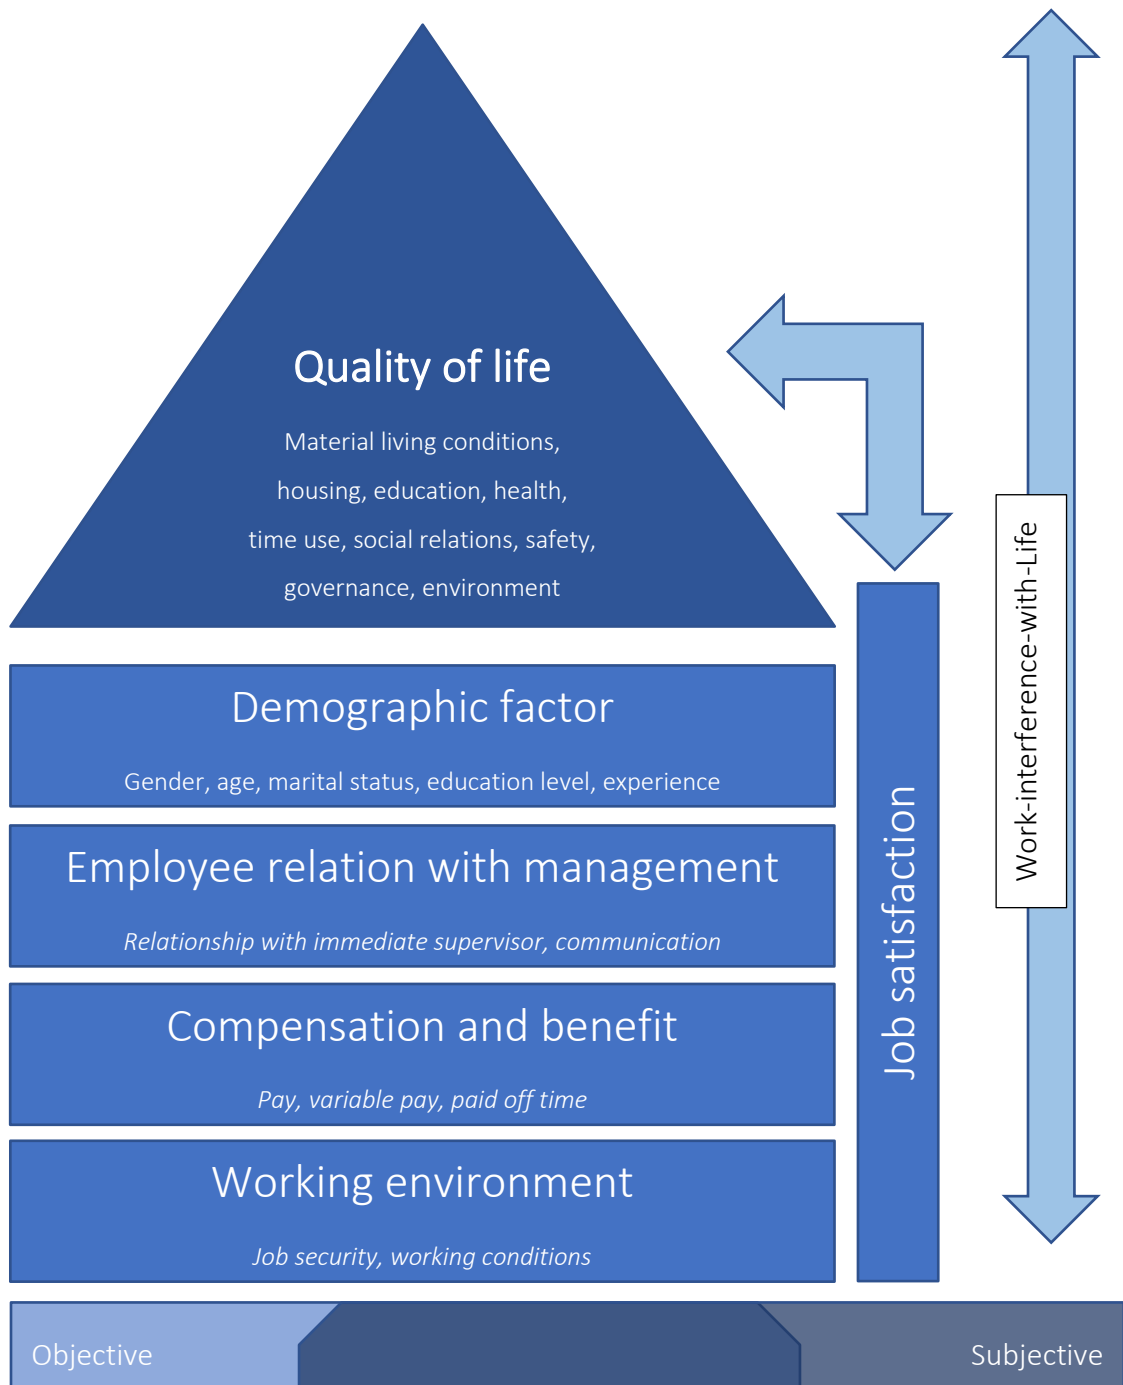 Quality of life
Material living conditions,
housing, education, health,
time use, social relations, safety,
governance, environment
Demographic factor
Gender, age, marital status, education level, experience
Employee relation with management
Relationship with immediate supervisor, communication
Compensation and benefit
Pay, variable pay, paid off time
Working environment
Job security, working conditions
Job satisfaction
Work-interference-with-Life
Objective
Subjective